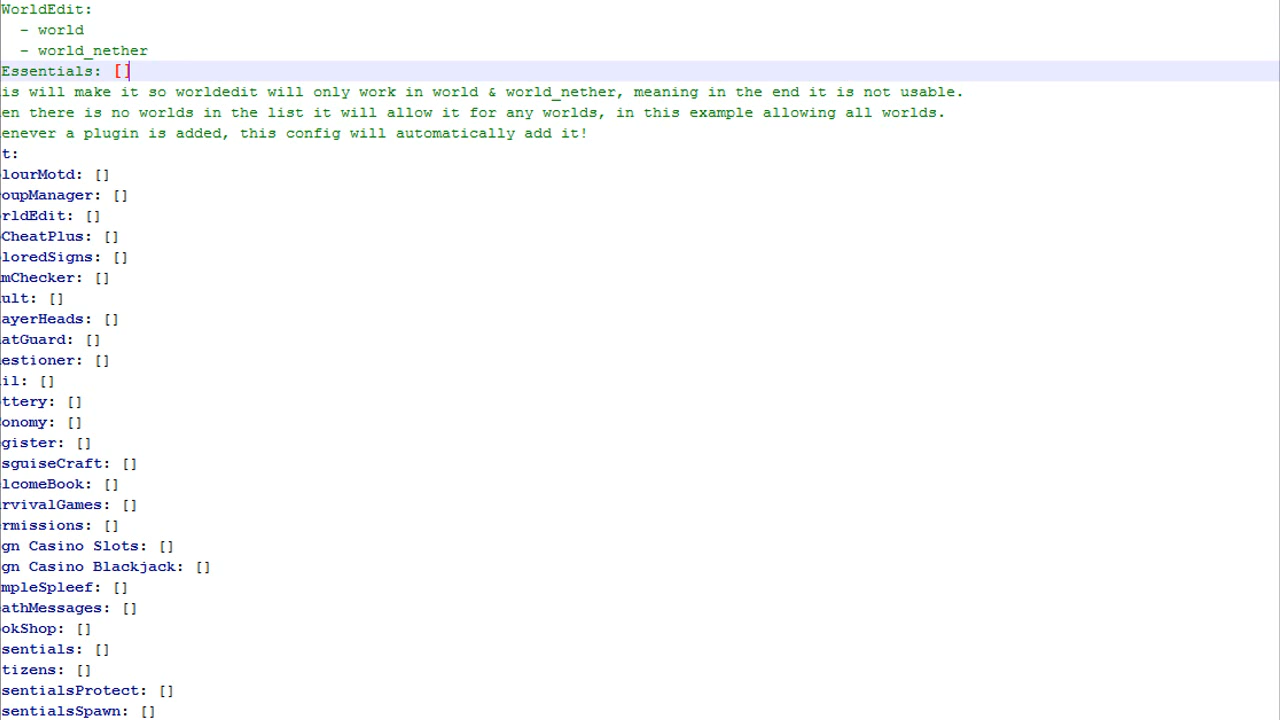 WorldEdit:
- world
- world_nether
Essentials: []
is will make it so worldedit will only work in world & world_nether, meaning in the end it is not usable.
en there is no worlds in the list it will allow it for any worlds, in this example allowing all worlds.
enever a plugin is added, this config will automatically add it!
t:
lourMotd: []
oupManager: []
rldEdit: []
CheatPlus: []
loredSigns: []
mChecker: []
ult: []
ayerHeads: []
atGuard: []
estioner: []
il: []
ttery: []
onomy: []
gister: []
sguiseCraft: []
lcomeBook: []
rvivalGames: []
rmissions: []
gn Casino Slots: []
gn Casino Blackjack: []
mpleSpleef: []
athMessages: []
okShop: []
sentials: []
tizens: []
sentialsProtect: []
sentialsSpawn: []